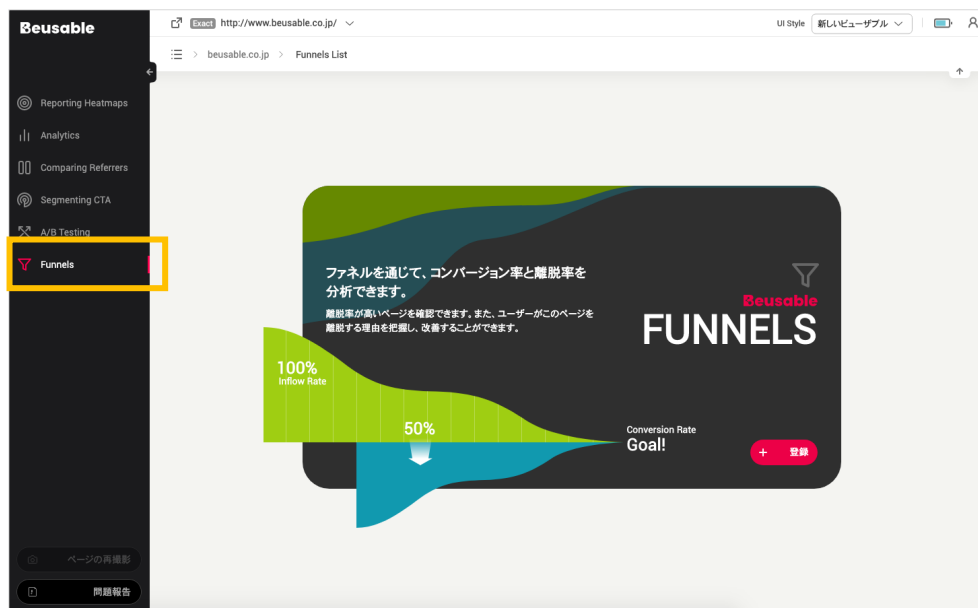 Beusable
Exact http://www.beusable.co.jp/
UI Style 新しいビューザブル
beusable.co.jp > Funnels List
Reporting Heatmaps
Analytics
Comparing Referrers
Segmenting CTA
A/B Testing
Funnels
ファネルを通じて、コンバージョン率と離脱率を
分析できます。
離脱率が高いページを確認できます。また、ユーザーがこのページを
離脱する理由を把握し、改善することができます。
Beusable
FUNNELS
100%
Inflow Rate
50%
Conversion Rate
Goal!
+ 登録
ページの再撮影
問題報告